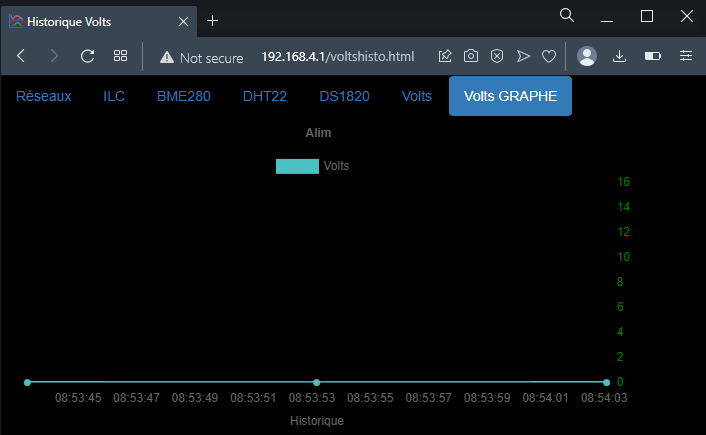 Historique Volts
Not secure 192.168.4.1/voltshisto.html
Réseaux ILC BME280 DHT22 DS1820 Volts Volts GRAPHE
Alim
Volts
16
14
12
10
8
6
4
2
0
08:53:45 08:53:47 08:53:49 08:53:51 08:53:53 08:53:55 08:53:57 08:53:59 08:54:01 08:54:03
Historique